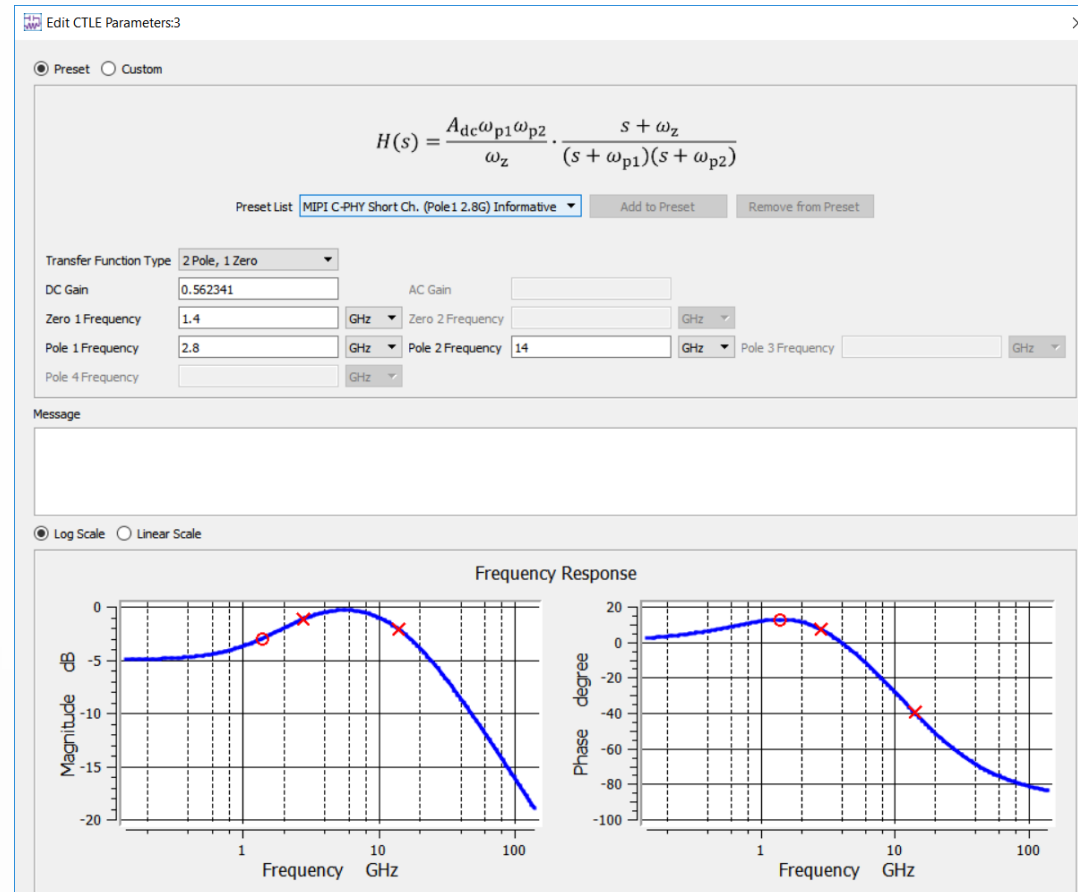 Edit CTLE Parameters:3
Preset Custom
H(s) = A_dc ω_p1 ω_p2 / ω_z · (s + ω_z) / ((s + ω_p1)(s + ω_p2))
Preset List MIPI C-PHY Short Ch. (Pole1 2.8G) Informative Add to Preset Remove from Preset
Transfer Function Type 2 Pole, 1 Zero
DC Gain 0.562341 AC Gain
Zero 1 Frequency 1.4 GHz Zero 2 Frequency GHz
Pole 1 Frequency 2.8 GHz Pole 2 Frequency 14 GHz Pole 3 Frequency GHz
Pole 4 Frequency GHz
Message
Log Scale Linear Scale
Frequency Response
Magnitude dB
0
-5
-10
-15
-20
1 10 100
Frequency GHz
Phase degree
20
0
-20
-40
-60
-80
-100
1 10 100
Frequency GHz